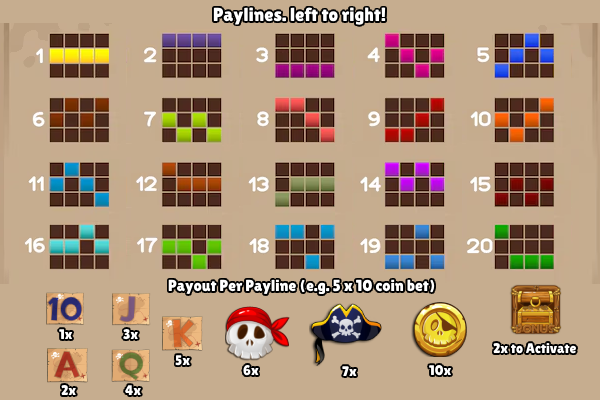 Paylines. left to right!
1 2 3 4 5
6 7 8 9 10
11 12 13 14 15
16 17 18 19 20
Payout Per Payline (e.g. 5 x 10 coin bet)
10 J K
1x 3x 5x 6x 7x 10x
BONUS
2x to Activate
A Q
2x 4x